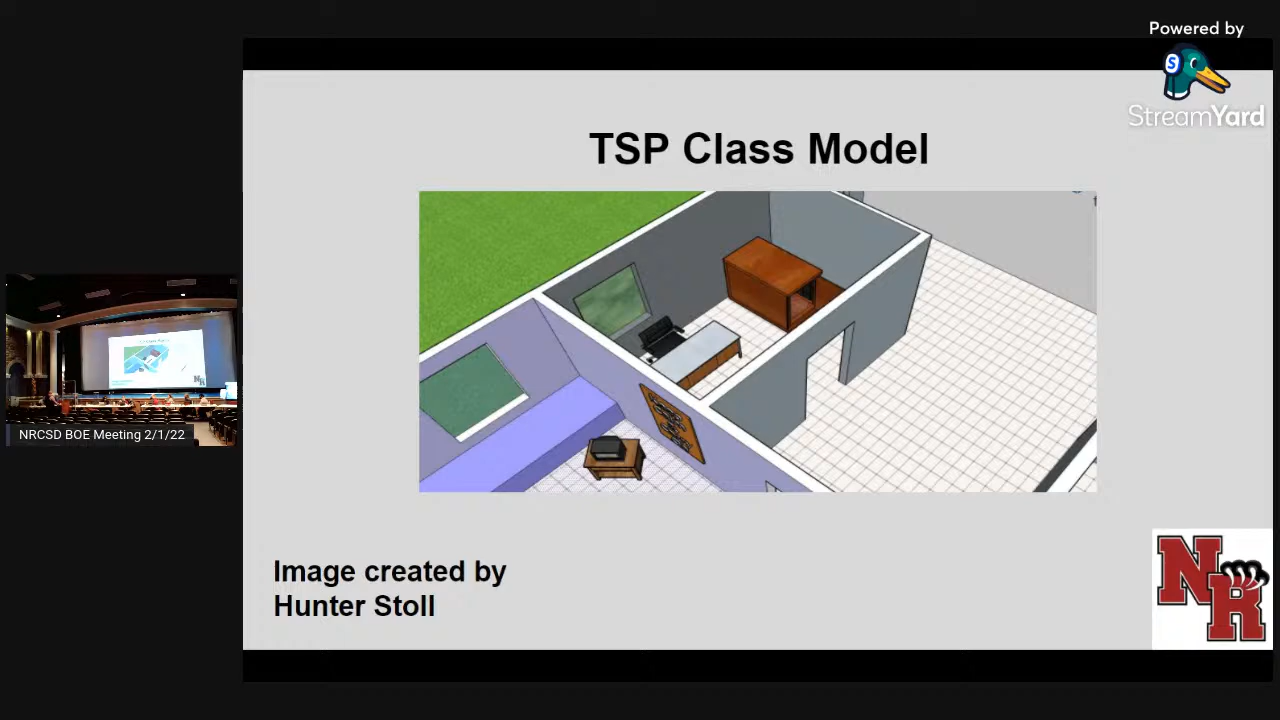 Powered by
S
StreamYard
TSP Class Model
NRCSD BOE Meeting 2/1/22
Image created by
Hunter Stoll
NR